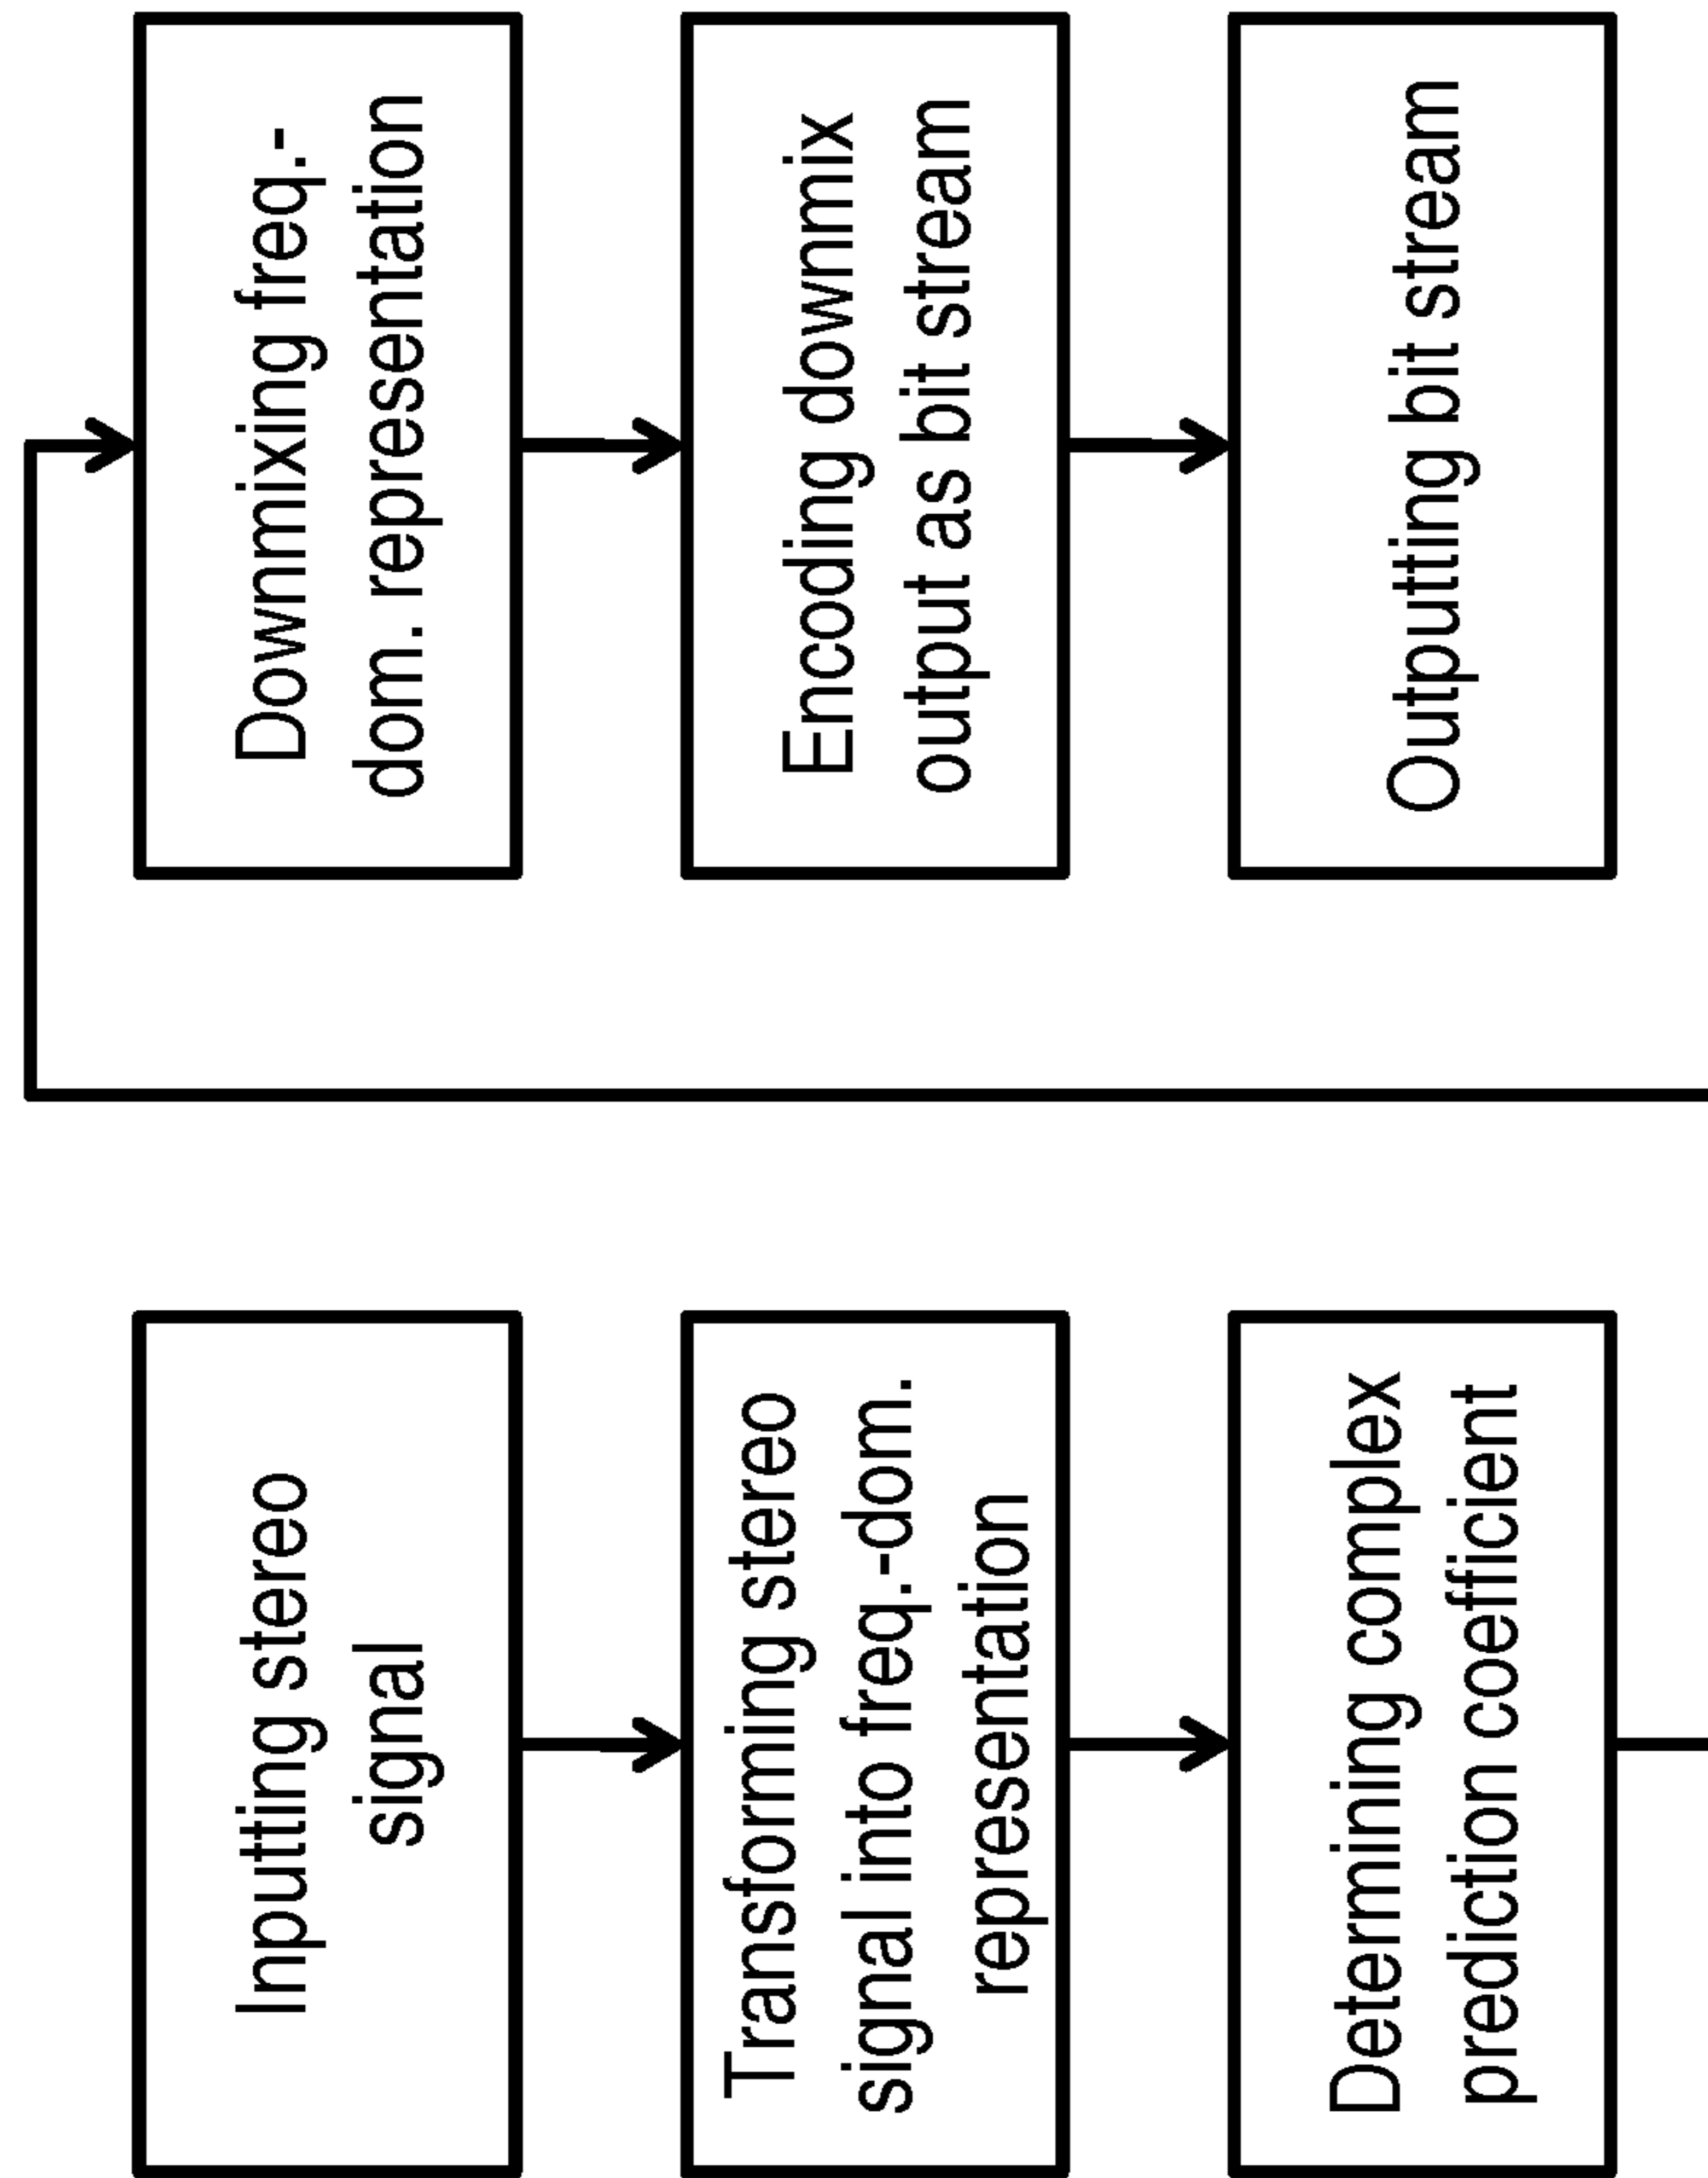 Inputting stereo
signal
Transforming stereo
signal into freq.-dom.
representation
Determining complex
prediction coefficient
Downmixing freq.-
dom. representation
Encoding downmix
output as bit stream
Outputting bit stream